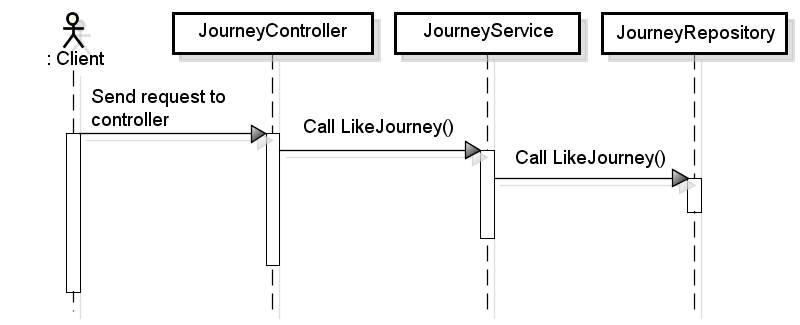 JourneyController
JourneyService
JourneyRepository
: Client
Send request to
controller
Call LikeJourney()
Call LikeJourney()